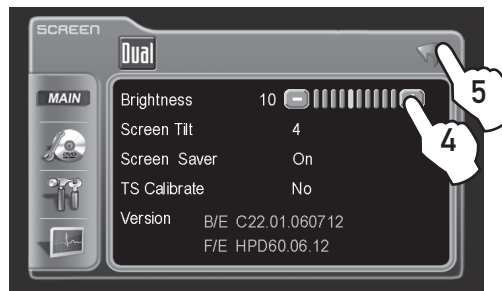 SCREEN
Dual
MAIN
Brightness 10
Screen Tilt 4
Screen Saver On
TS Calibrate No
Version B/E C22.01.060712
F/E HPD60.06.12
5
4
DVD